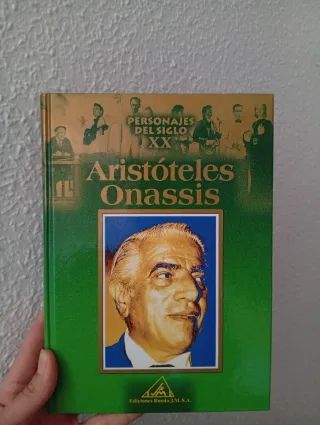 PERSONAJES
DEL SIGLO
XX
Aristóteles
Onassis
Ediciones Rueda J.M.S.A.